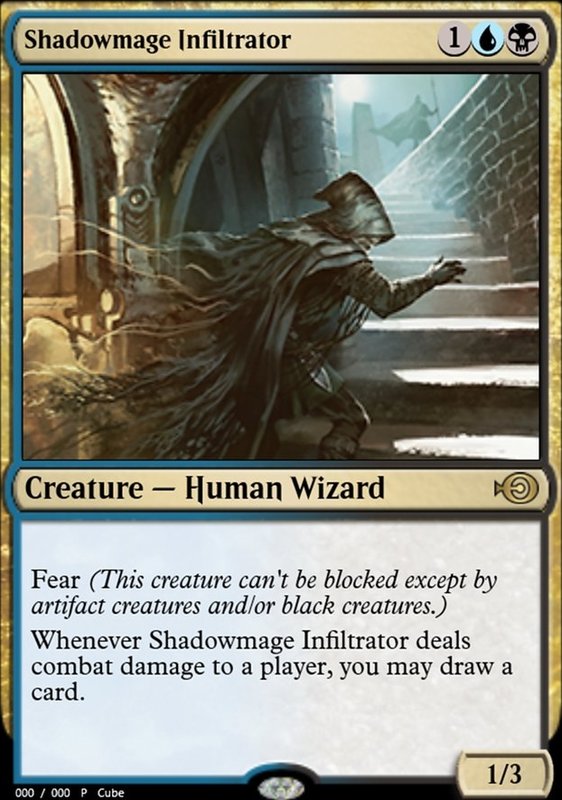 Shadowmage Infiltrator 1
Creature — Human Wizard
Fear (This creature can't be blocked except by
artifact creatures and/or black creatures.)
Whenever Shadowmage Infiltrator deals
combat damage to a player, you may draw a
card.
1/3
000 / 000 P Cube